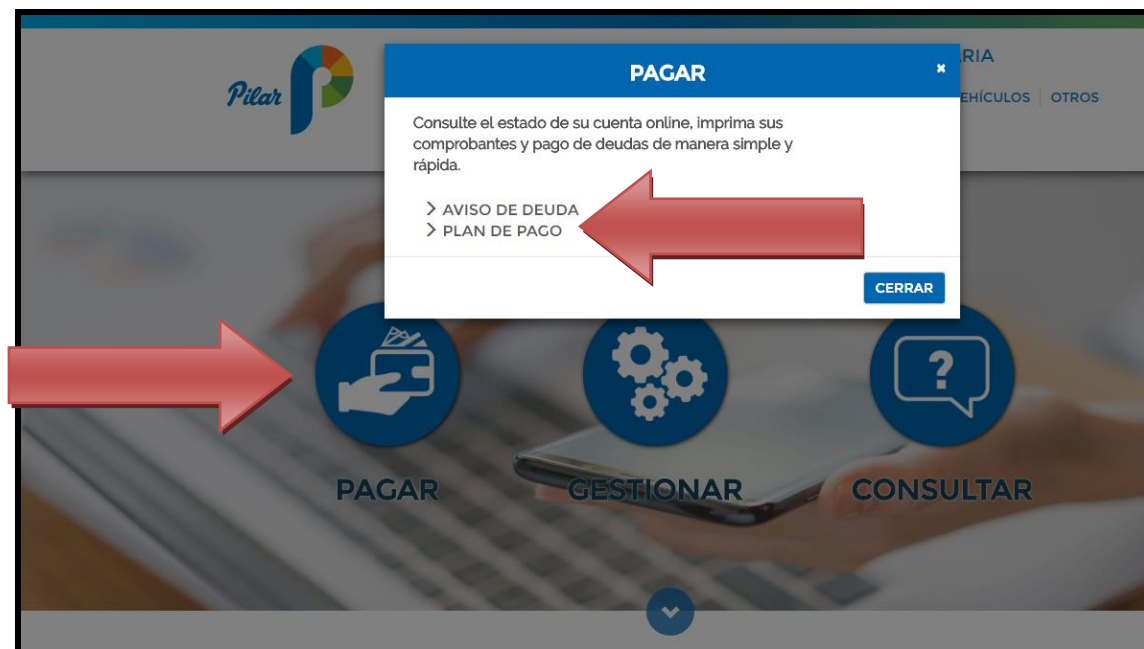 Pilar
PAGAR
RIA
EHÍCULOS OTROS
Consulte el estado de su cuenta online, imprima sus
comprobantes y pago de deudas de manera simple y
rápida.
> AVISO DE DEUDA
> PLAN DE PAGO
CERRAR
?
PAGAR
GESTIONAR
CONSULTAR